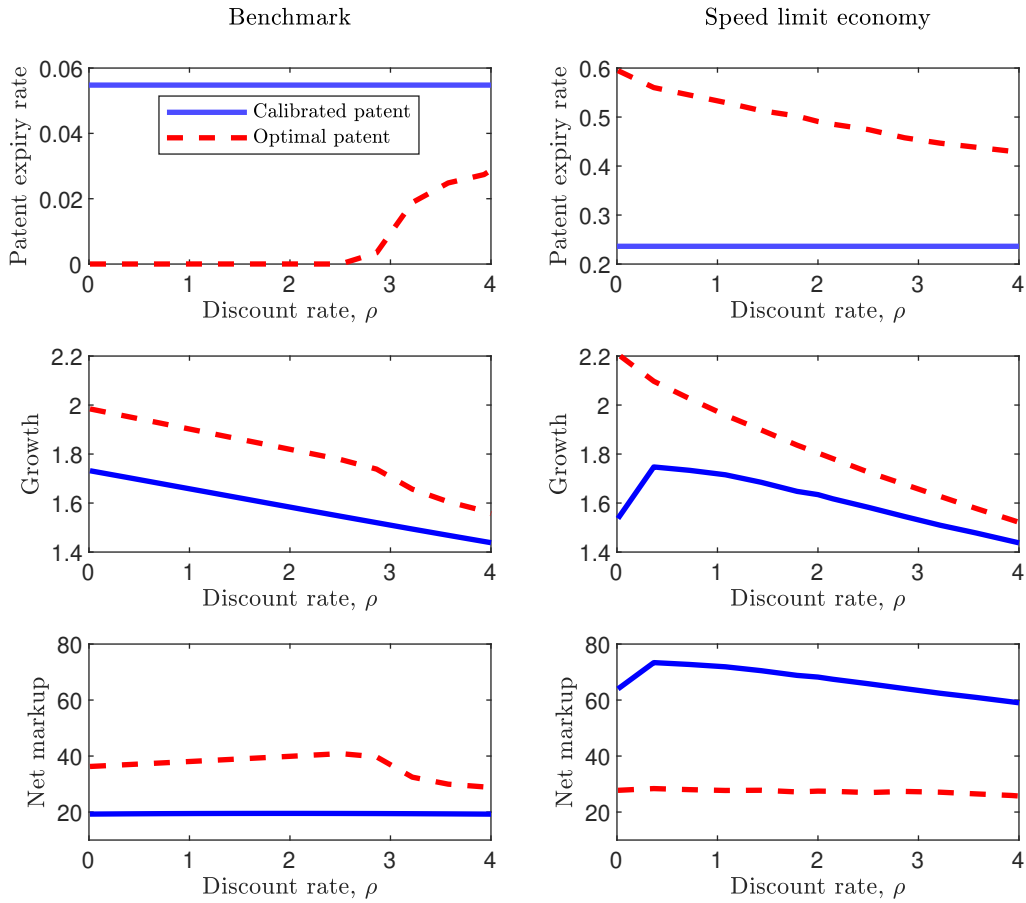 Benchmark
Speed limit economy
Patent expiry rate
0.06
0.04
0.02
0
Calibrated patent
Optimal patent
0 1 2 3 4
Discount rate, ρ
Patent expiry rate
0.6
0.5
0.4
0.3
0.2
0 1 2 3 4
Discount rate, ρ
Growth
2.2
2
1.8
1.6
1.4
0 1 2 3 4
Discount rate, ρ
Growth
2.2
2
1.8
1.6
1.4
0 1 2 3 4
Discount rate, ρ
Net markup
80
60
40
20
0 1 2 3 4
Discount rate, ρ
Net markup
80
60
40
20
0 1 2 3 4
Discount rate, ρ